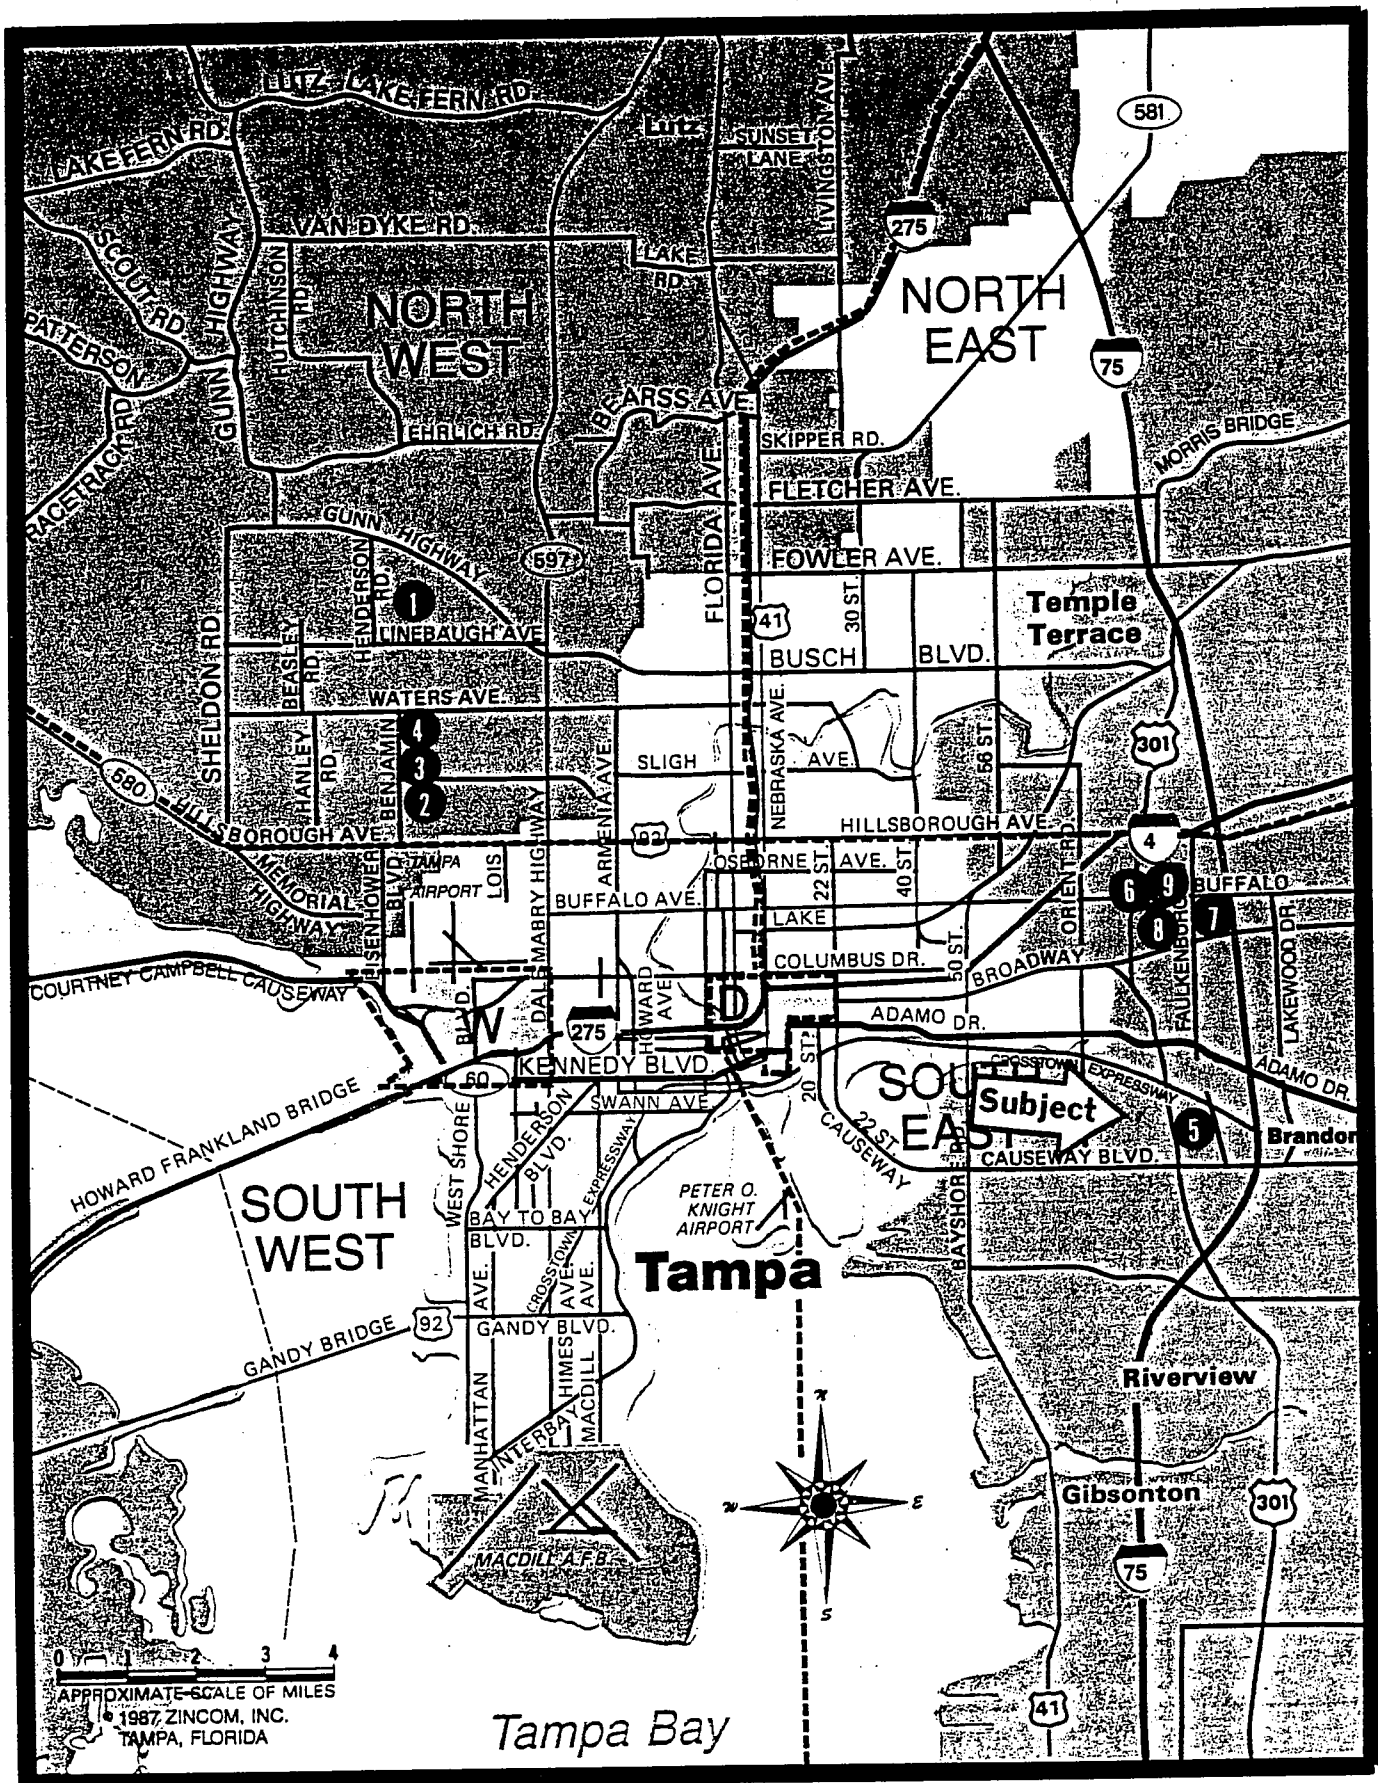 LUTZ LAKE FERN RD.
LAKE FERN RD.
Lutz
SUNSET
LANE
LIVINGSTON AVE.
581
275
SCOUT RD
GUNN HIGHWAY
HUTCHINSON
RD.
VAN DYKE RD.
LAKE
RD
NORTH
WEST
NORTH
EAST
75
PATTERSON
RACETRACK RD
GUNN
BEARSS AVE.
EHRLICH RD.
SKIPPER RD.
MORRIS BRIDGE
FLORIDA AVE.
FLETCHER AVE.
GUNN HIGHWAY
597
FOWLER AVE.
HENDERSON
RD.
1
41
30 ST.
Temple
Terrace
SHELDON RD
BEASLEY
RD.
LINEBAUGH AVE.
BUSCH BLVD.
WATERS AVE.
4
3
2
HANLEY
RD
BENJAMIN
SLIGH AVE.
NEBRASKA AVE.
56 ST.
301
580
HILLSBOROUGH AVE.
DALE MABRY HIGHWAY
ARMENIA AVE.
92
HILLSBOROUGH AVE.
4
MEMORIAL
HIGHWAY
EISENHOWER
BLVD.
TAMPA
AIRPORT
LOIS
OSBORNE AVE.
22 ST.
40 ST.
ORIENT RD.
6
9
BUFFALO
8
7
BUFFALO AVE.
LAKE
COLUMBUS DR.
50 ST.
BROADWAY
FAULKENBURG
LAKEWOOD DR.
COURTNEY CAMPBELL CAUSEWAY
W
BLVD
275
HOWARD
AVE.
D
ADAMO DR.
KENNEDY BLVD.
60
20 ST.
SOUTH
EAST
CROSSTOWN EXPRESSWAY
ADAMO DR.
Subject
5
Brandon
HOWARD FRANKLAND BRIDGE
SWANN AVE.
WEST SHORE
HENDERSON
BLVD.
CROSSTOWN EXPRESSWAY
22 ST.
CAUSEWAY
CAUSEWAY BLVD.
BAYSHORE RD.
SOUTH
WEST
BAY TO BAY
BLVD.
PETER O.
KNIGHT
AIRPORT
Tampa
92
GANDY BRIDGE
GANDY BLVD.
MANHATTAN AVE.
HIMES AVE.
MACDILL AVE.
INTERBAY
Riverview
N
W
E
S
Gibsonton
301
MACDILL A.F.B.
75
0 1 2 3 4
APPROXIMATE SCALE OF MILES
© 1987 ZINCOM, INC.
TAMPA, FLORIDA
Tampa Bay
41